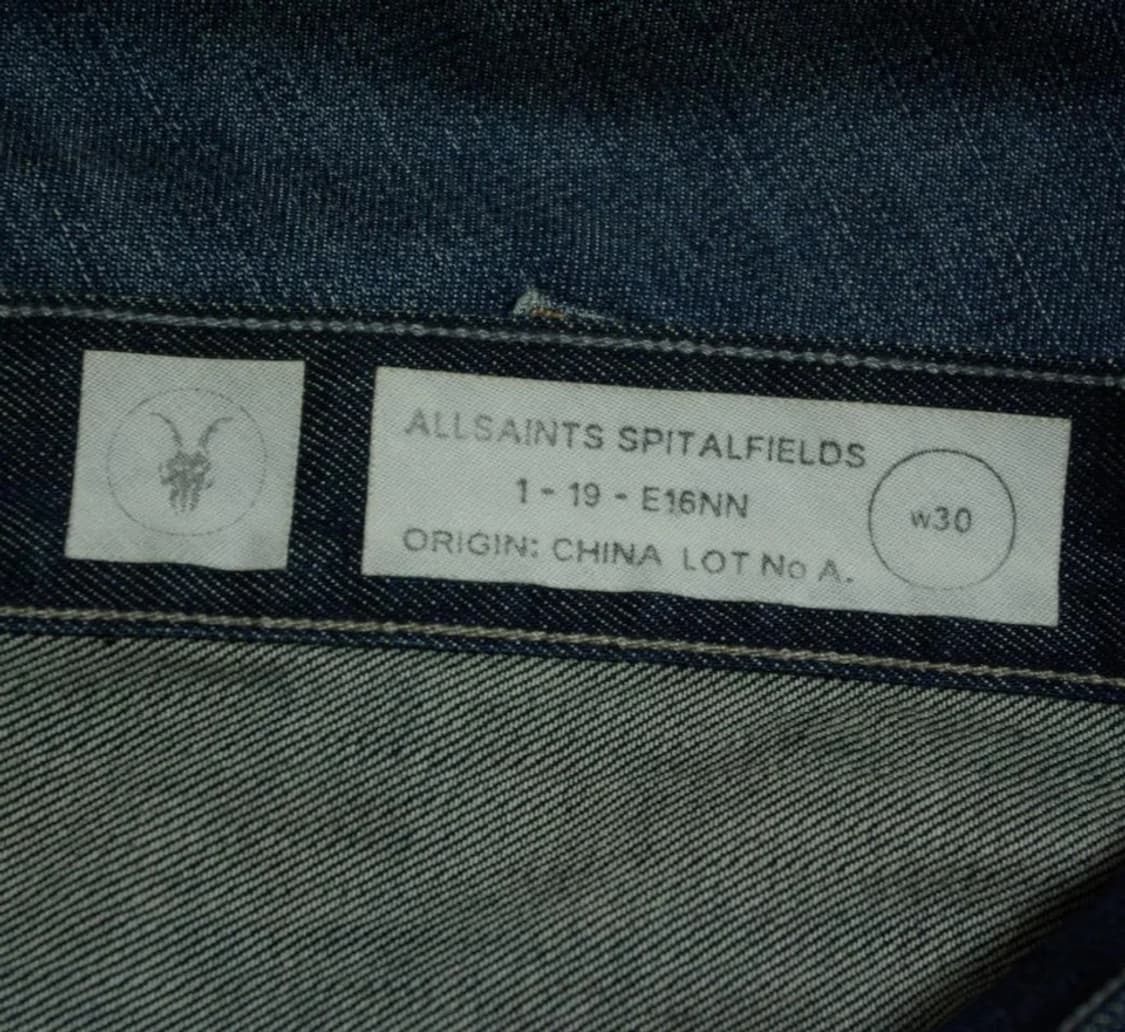 ALLSAINTS SPITALFIELDS
1 - 19 - E16NN
ORIGIN: CHINA LOT No A.
w30